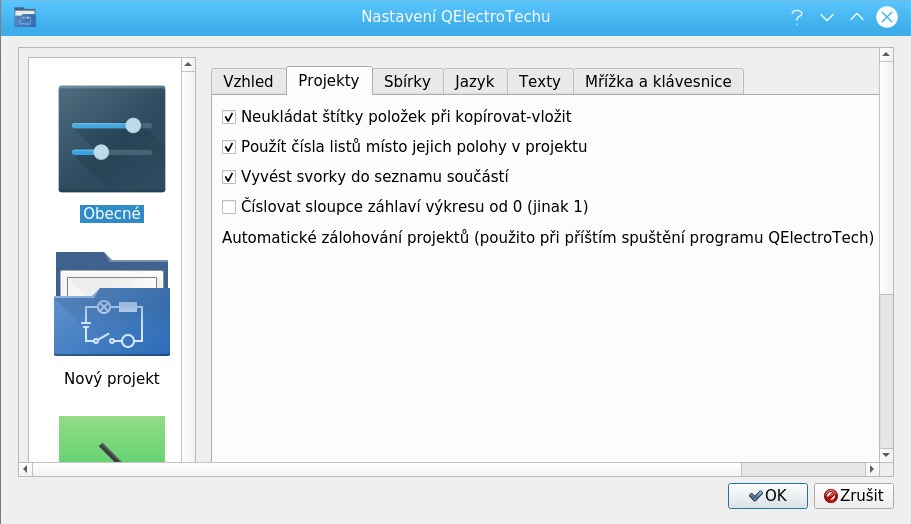 Nastavení QElectroTechu
Vzhled
Projekty
Sbírky
Jazyk
Texty
Mřížka a klávesnice
Obecné
Nový projekt
Neukládat štítky položek při kopírovat-vložit
Použít čísla listů místo jejich polohy v projektu
Vyvést svorky do seznamu součástí
Číslovat sloupce záhlaví výkresu od 0 (jinak 1)
Automatické zálohování projektů (použito při příštím spuštění programu QElectroTech)
OK
Zrušit